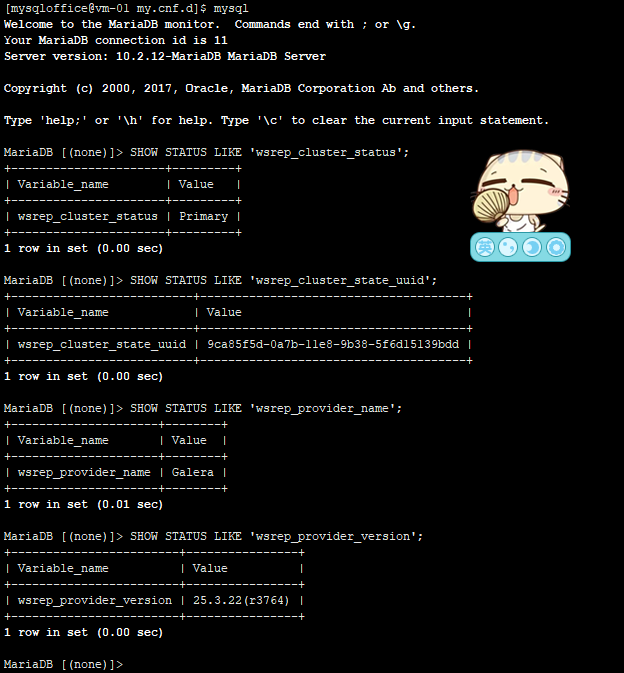 [mysqloffice@vm-01 my.cnf.d]$ mysql
Welcome to the MariaDB monitor.  Commands end with ; or \g.
Your MariaDB connection id is 11
Server version: 10.2.12-MariaDB MariaDB Server

Copyright (c) 2000, 2017, Oracle, MariaDB Corporation Ab and others.

Type 'help;' or '\h' for help. Type '\c' to clear the current input statement.

MariaDB [(none)]> SHOW STATUS LIKE 'wsrep_cluster_status';
+----------------------+---------+
| Variable_name        | Value   |
+----------------------+---------+
| wsrep_cluster_status | Primary |
+----------------------+---------+
1 row in set (0.00 sec)

英

MariaDB [(none)]> SHOW STATUS LIKE 'wsrep_cluster_state_uuid';
+--------------------------+--------------------------------------+
| Variable_name            | Value                                |
+--------------------------+--------------------------------------+
| wsrep_cluster_state_uuid | 9ca85f5d-0a7b-11e8-9b38-5f6d15139bdd |
+--------------------------+--------------------------------------+
1 row in set (0.00 sec)

MariaDB [(none)]> SHOW STATUS LIKE 'wsrep_provider_name';
+---------------------+--------+
| Variable_name       | Value  |
+---------------------+--------+
| wsrep_provider_name | Galera |
+---------------------+--------+
1 row in set (0.01 sec)

MariaDB [(none)]> SHOW STATUS LIKE 'wsrep_provider_version';
+------------------------+----------------+
| Variable_name          | Value          |
+------------------------+----------------+
| wsrep_provider_version | 25.3.22(r3764) |
+------------------------+----------------+
1 row in set (0.00 sec)

MariaDB [(none)]>